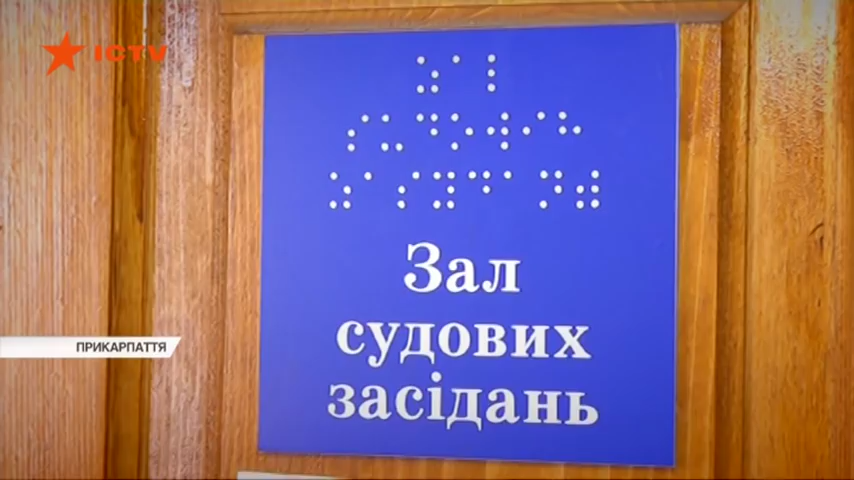 ICTV
Зал
судових
засідань
ПРИКАРПАТТЯ